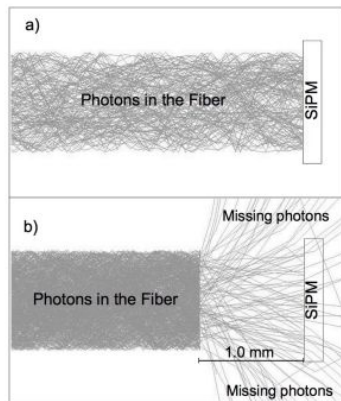 a)
Photons in the Fiber
SiPM
b)
Missing photons
Photons in the Fiber
SiPM
1.0 mm
Missing photons